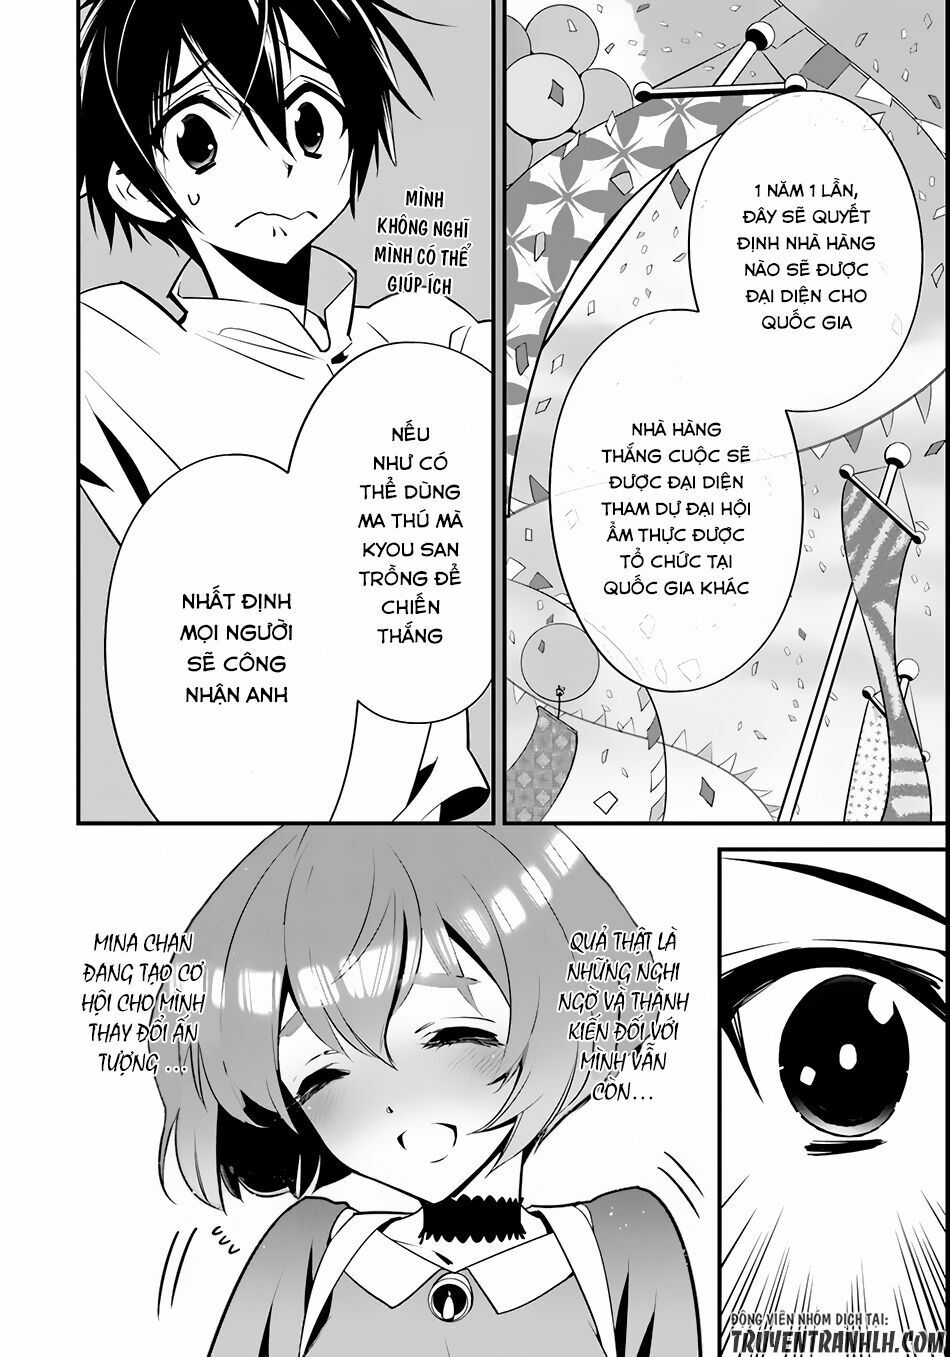 1 NĂM 1 LẦN,
ĐÂY SẼ QUYẾT
ĐỊNH NHÀ HÀNG
NÀO SẼ ĐƯỢC
ĐẠI DIỆN CHO
QUỐC GIA
NHÀ HÀNG
THẮNG CUỘC SẼ
ĐƯỢC ĐẠI DIỆN
THAM DỰ ĐẠI HỘI
ẨM THỰC ĐƯỢC
TỔ CHỨC TẠI
QUỐC GIA KHÁC
MÌNH
KHÔNG NGHĨ
MÌNH CÓ THỂ
GIÚP ÍCH
NẾU
NHƯ CÓ
THỂ DÙNG
MA THÚ MÀ
KYOU SAN
TRỒNG ĐỂ
CHIẾN
THẮNG
NHẤT ĐỊNH
MỌI NGƯỜI
SẼ CÔNG
NHẬN ANH
QUẢ THẬT LÀ
NHỮNG NGHI
NGỜ VÀ THÀNH
KIẾN ĐỐI VỚI
MÌNH VẪN
CÒN...
MINA CHAN
ĐANG TẠO CƠ
HỘI CHO MÌNH
THAY ĐỔI ẤN
TƯỢNG ...
ĐỘNG VIÊN NHÓM DỊCH TẠI:
TRUYENTRANHLH.COM